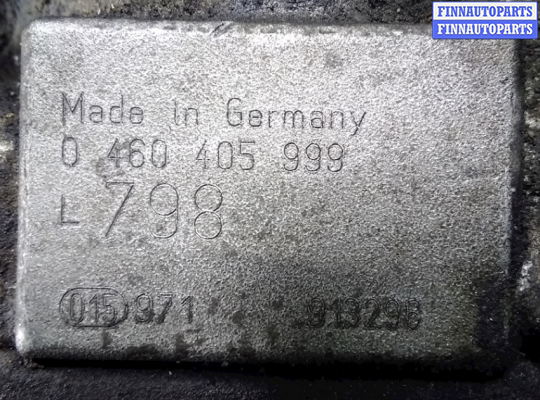 FINNAUTOPARTS
FINNAUTOPARTS
Made in Germany
0 460 405 999
L 798
015 971 913298